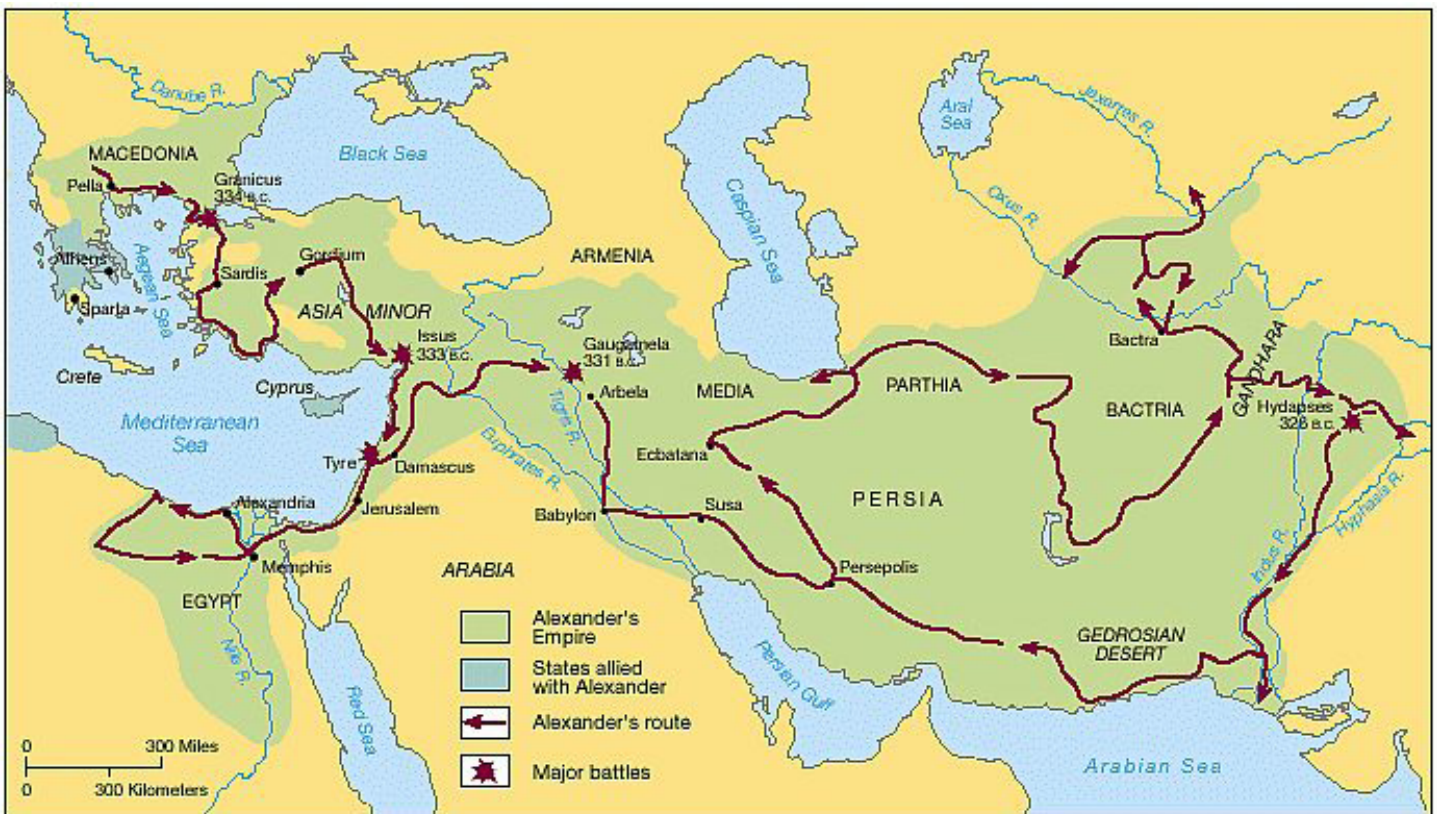 Danube R.
MACEDONIA
Pella
Granicus
334 B.C.
Black Sea
Aral
Sea
Jaxartes R.
Oxus R.
Caspian Sea
Athens
Aegean Sea
Sparta
Sardis
Gordium
ASIA MINOR
ARMENIA
Issus
333 B.C.
Gaugamela
331 B.C.
Arbela
MEDIA
PARTHIA
Bactra
BACTRIA
GANDHARA
Hydapses
326 B.C.
Crete
Cyprus
Mediterranean
Sea
Tyre
Damascus
Tigris R.
Euphrates R.
Ecbatana
Alexandria
Jerusalem
Babylon
Susa
PERSIA
Indus R.
Hyphasis R.
Memphis
EGYPT
Nile R.
ARABIA
Persepolis
GEDROSIAN
DESERT
Red Sea
Persian Gulf
Arabian Sea
Alexander's
Empire
States allied
with Alexander
Alexander's route
Major battles
0 300 Miles
0 300 Kilometers